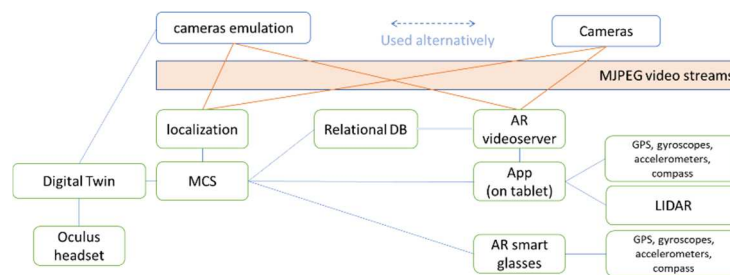 cameras emulation
Used alternatively
Cameras
MJPEG video streams
localization
Relational DB
AR
videoserver
GPS, gyroscopes,
accelerometers,
compass
Digital Twin
MCS
App
(on tablet)
LIDAR
Oculus
headset
AR smart
glasses
GPS, gyroscopes,
accelerometers,
compass